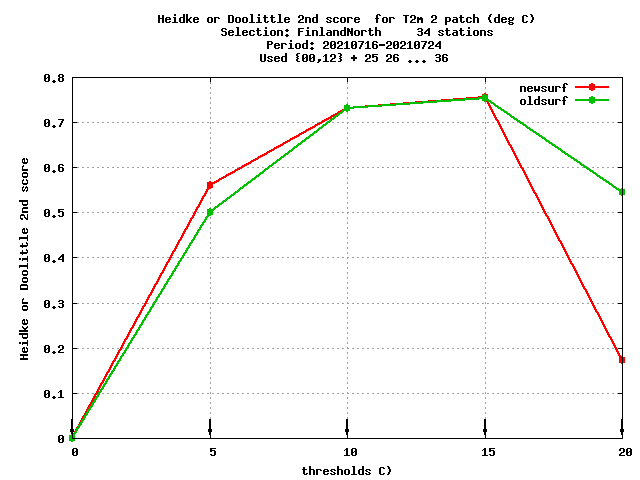 Heidke or Doolittle 2nd score  for T2m 2 patch (deg C)
Selection: FinlandNorth     34 stations
Period: 20210716-20210724
Used {00,12} + 25 26 ... 36
newsurf
oldsurf
Heidke or Doolittle 2nd score
0.8
0.7
0.6
0.5
0.4
0.3
0.2
0.1
0
0 5 10 15 20
thresholds C)